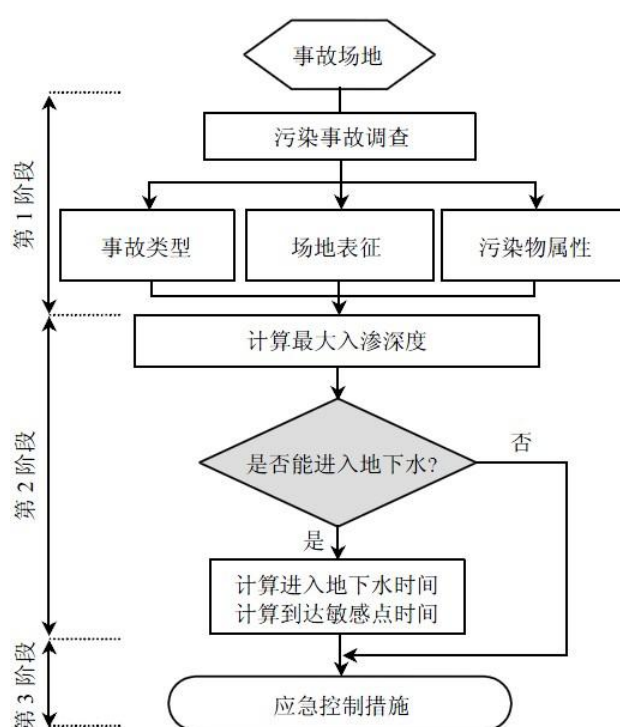 事故场地
污染事故调查
第1阶段
事故类型
场地表征
污染物属性
计算最大入渗深度
第2阶段
是否能进入地下水?
否
是
计算进入地下水时间
计算到达敏感点时间
第3阶段
应急控制措施